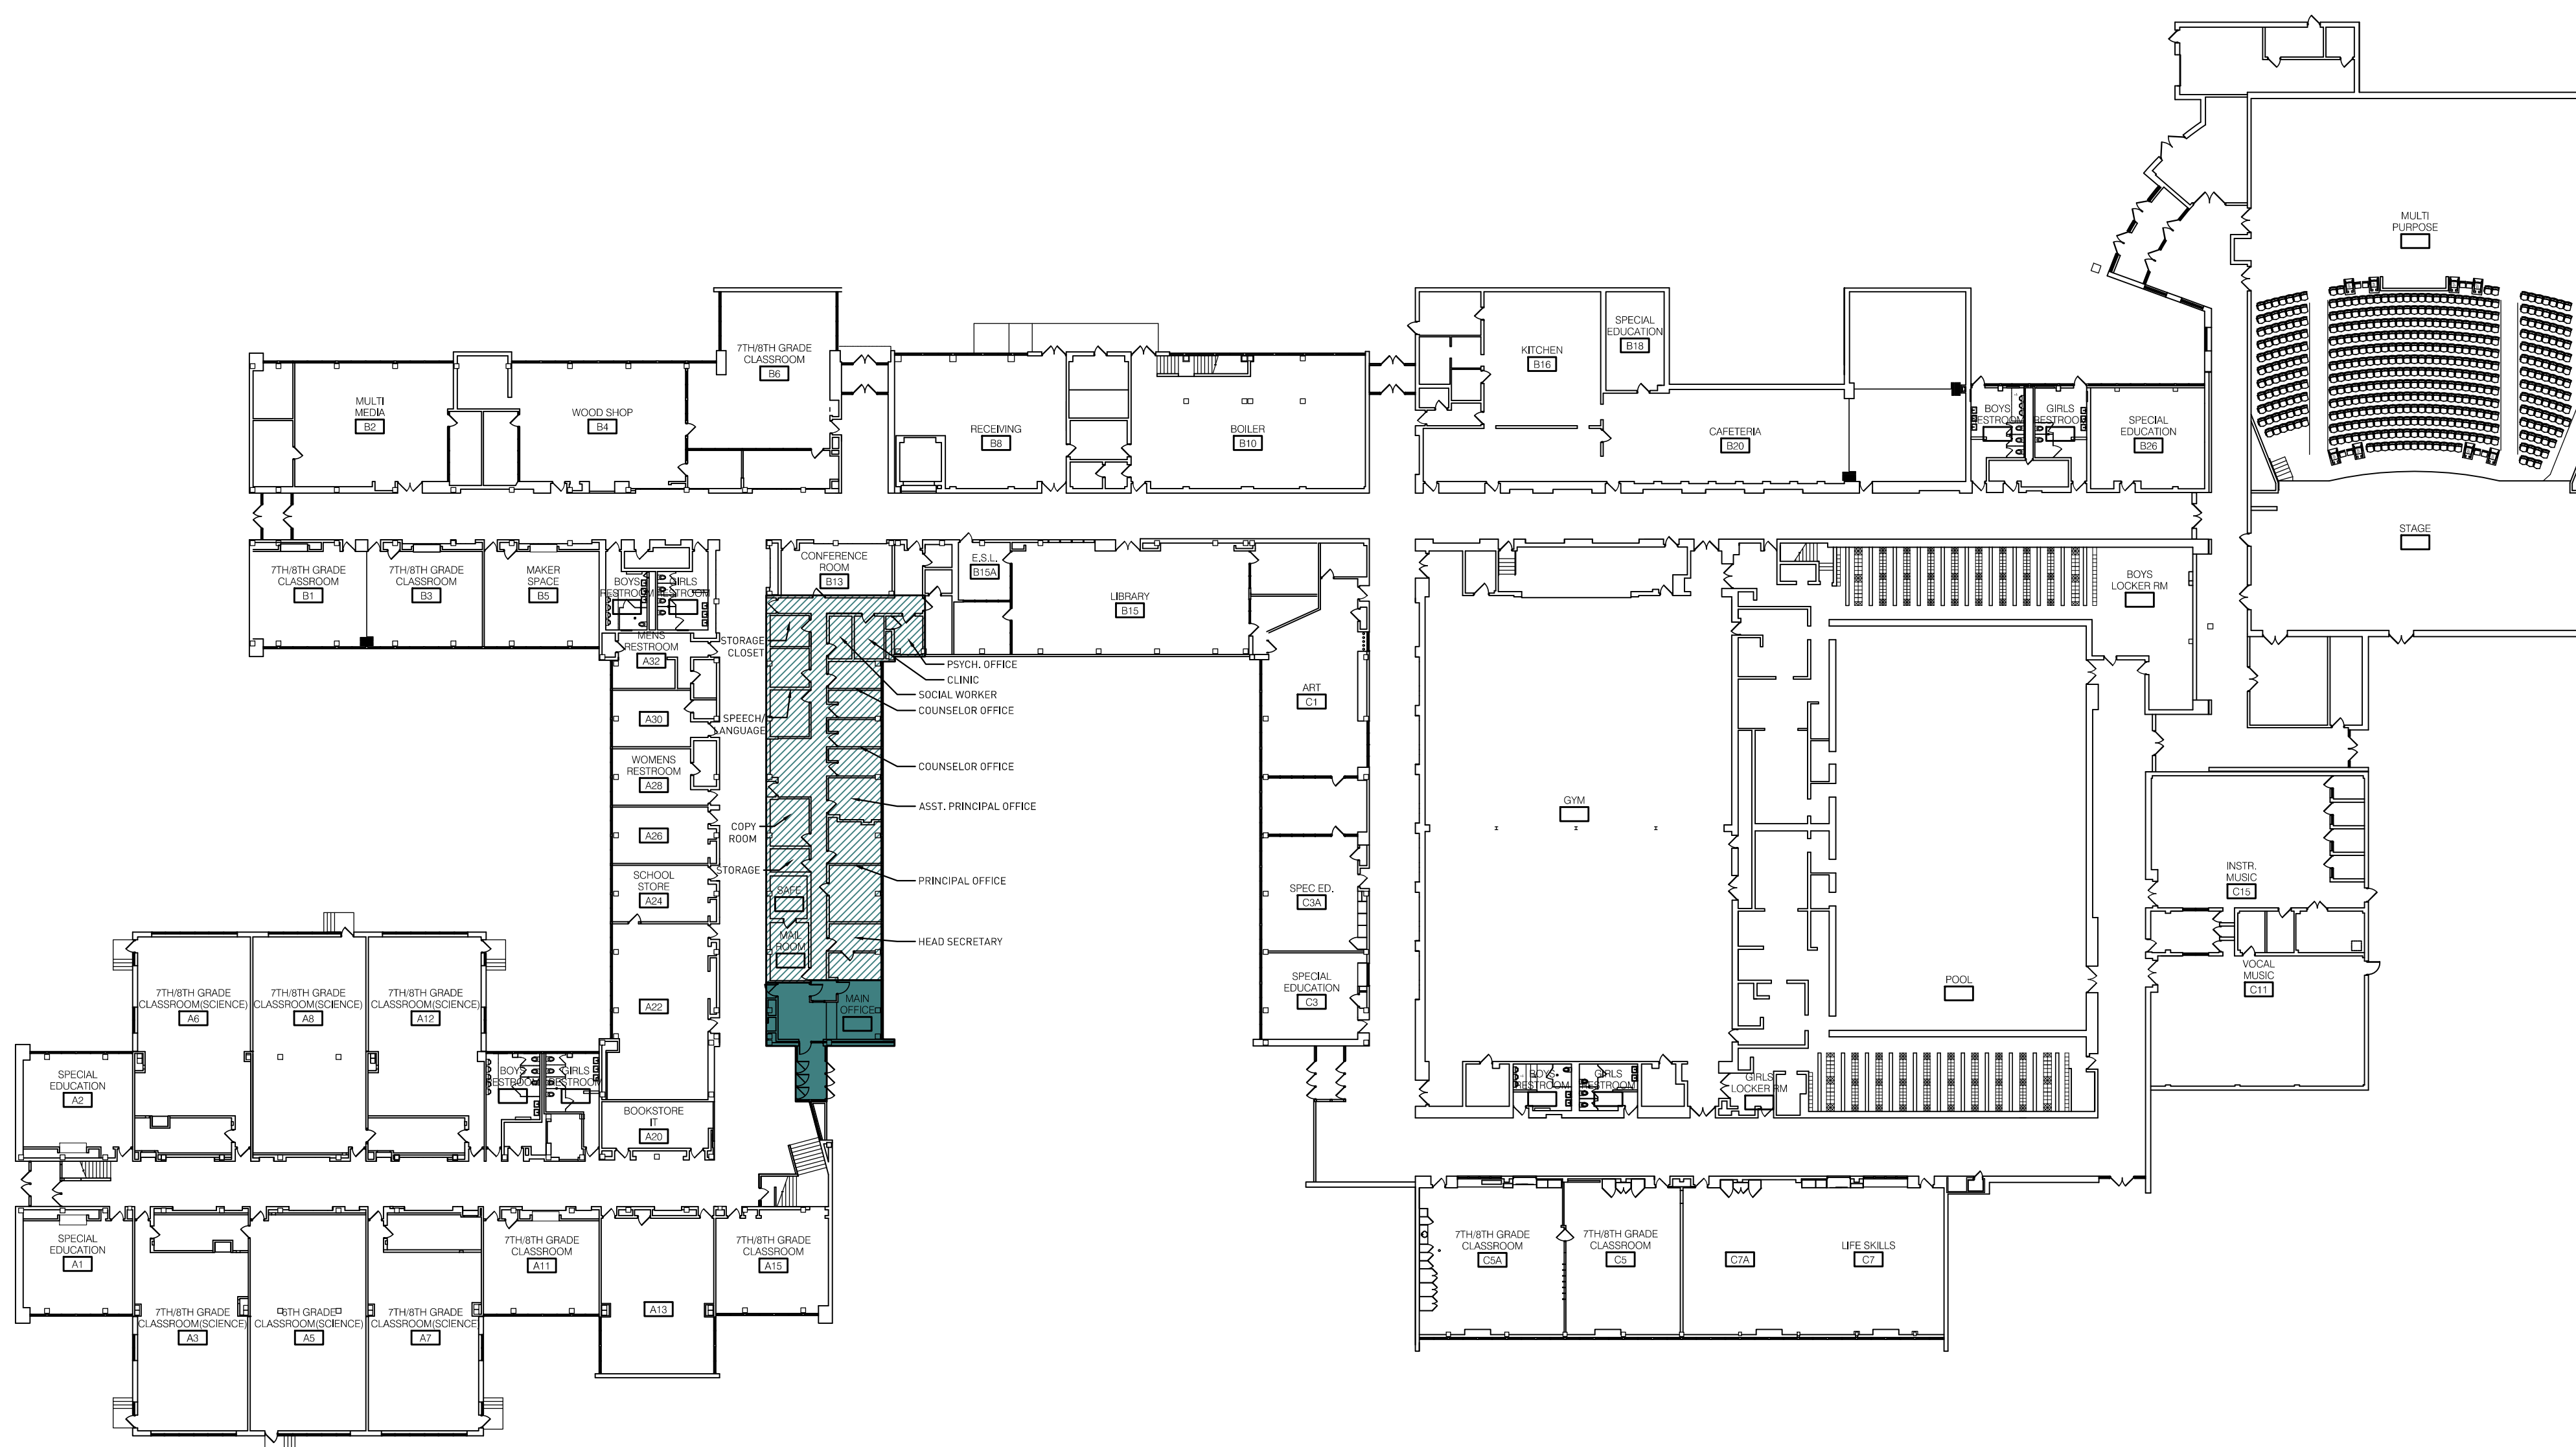 MULTI
PURPOSE
STAGE
SPECIAL
EDUCATION
B18
KITCHEN
B16
7TH/8TH GRADE
CLASSROOM
B6
MULTI
MEDIA
B2
WOOD SHOP
B4
RECEIVING
B8
BOILER
B10
CAFETERIA
B20
BOYS
RESTROOM
GIRLS
RESTROOM
SPECIAL
EDUCATION
B26
7TH/8TH GRADE
CLASSROOM
B1
7TH/8TH GRADE
CLASSROOM
B3
MAKER
SPACE
B5
BOYS
RESTROOM
GIRLS
RESTROOM
CONFERENCE
ROOM
B13
E.S.L.
B15A
LIBRARY
B15
BOYS
LOCKER RM
MENS
RESTROOM
A32
STORAGE
CLOSET
PSYCH. OFFICE
CLINIC
SOCIAL WORKER
COUNSELOR OFFICE
A30
SPEECH/
LANGUAGE
ART
C1
WOMENS
RESTROOM
A28
COUNSELOR OFFICE
ASST. PRINCIPAL OFFICE
GYM
A26
COPY
ROOM
STORAGE
SCHOOL
STORE
A24
SAFE
PRINCIPAL OFFICE
SPEC ED.
C3A
INSTR.
MUSIC
C15
MAIL
ROOM
HEAD SECRETARY
7TH/8TH GRADE
CLASSROOM(SCIENCE)
A6
7TH/8TH GRADE
CLASSROOM(SCIENCE)
A8
7TH/8TH GRADE
CLASSROOM(SCIENCE)
A12
A22
MAIN
OFFICE
SPECIAL
EDUCATION
C3
POOL
VOCAL
MUSIC
C11
SPECIAL
EDUCATION
A2
BOYS
RESTROOM
GIRLS
RESTROOM
BOOKSTORE
IT
A20
BOYS
RESTROOM
GIRLS
RESTROOM
GIRLS
LOCKER RM
SPECIAL
EDUCATION
A1
7TH/8TH GRADE
CLASSROOM
A11
7TH/8TH GRADE
CLASSROOM
A15
7TH/8TH GRADE
CLASSROOM
C5A
7TH/8TH GRADE
CLASSROOM
C5
C7A
LIFE SKILLS
C7
7TH/8TH GRADE
CLASSROOM(SCIENCE)
A3
6TH GRADE
CLASSROOM(SCIENCE)
A5
7TH/8TH GRADE
CLASSROOM(SCIENCE)
A7
A13